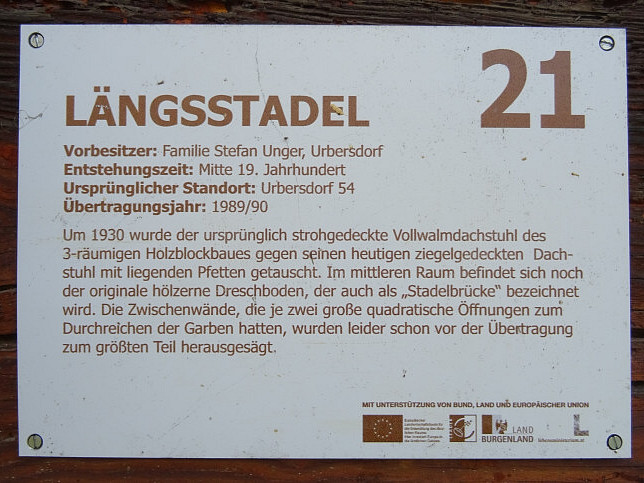 21
LÄNGSSTADEL
Vorbesitzer: Familie Stefan Unger, Urbersdorf
Entstehungszeit: Mitte 19. Jahrhundert
Ursprünglicher Standort: Urbersdorf 54
Übertragungsjahr: 1989/90
Um 1930 wurde der ursprünglich strohgedeckte Vollwalmdachstuhl des
3-räumigen Holzblockbaues gegen seinen heutigen ziegelgedeckten Dach-
stuhl mit liegenden Pfetten getauscht. Im mittleren Raum befindet sich noch
der originale hölzerne Dreschboden, der auch als „Stadelbrücke" bezeichnet
wird. Die Zwischenwände, die je zwei große quadratische Öffnungen zum
Durchreichen der Garben hatten, wurden leider schon vor der Übertragung
zum größten Teil herausgesägt.
MIT UNTERSTÜTZUNG VON BUND, LAND UND EUROPÄISCHER UNION
LAND
BURGENLAND